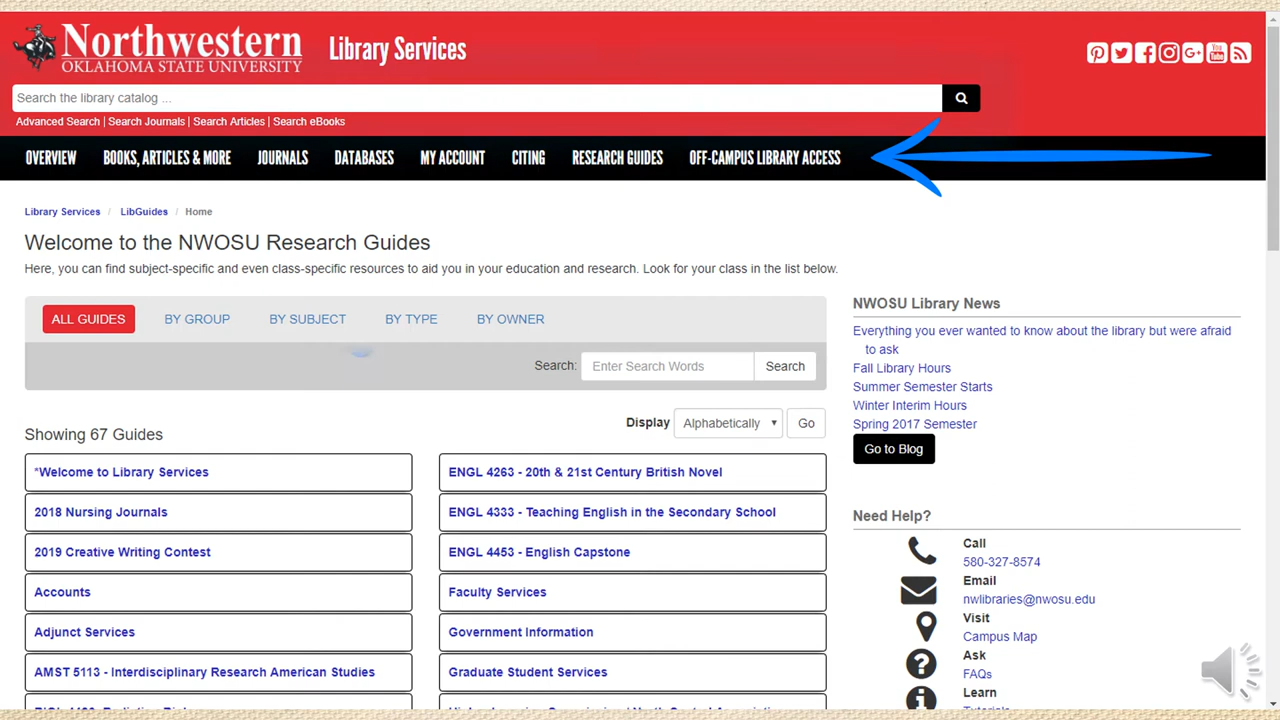 Northwestern
OKLAHOMA STATE UNIVERSITY
Library Services
You
Tube
Search the library catalog ...
Advanced Search | Search Journals | Search Articles | Search eBooks
OVERVIEW BOOKS, ARTICLES & MORE JOURNALS DATABASES MY ACCOUNT CITING RESEARCH GUIDES OFF-CAMPUS LIBRARY ACCESS
Library Services / LibGuides / Home
Welcome to the NWOSU Research Guides
Here, you can find subject-specific and even class-specific resources to aid you in your education and research. Look for your class in the list below.
ALL GUIDES BY GROUP BY SUBJECT BY TYPE BY OWNER
Search: Enter Search Words Search
Display Alphabetically Go
Showing 67 Guides
*Welcome to Library Services
2018 Nursing Journals
2019 Creative Writing Contest
Accounts
Adjunct Services
AMST 5113 - Interdisciplinary Research American Studies
ENGL 4263 - 20th & 21st Century British Novel
ENGL 4333 - Teaching English in the Secondary School
ENGL 4453 - English Capstone
Faculty Services
Government Information
Graduate Student Services
NWOSU Library News
Everything you ever wanted to know about the library but were afraid
to ask
Fall Library Hours
Summer Semester Starts
Winter Interim Hours
Spring 2017 Semester
Go to Blog
Need Help?
Call
580-327-8574
Email
nwlibraries@nwosu.edu
Visit
Campus Map
Ask
FAQs
Learn
Tutorials